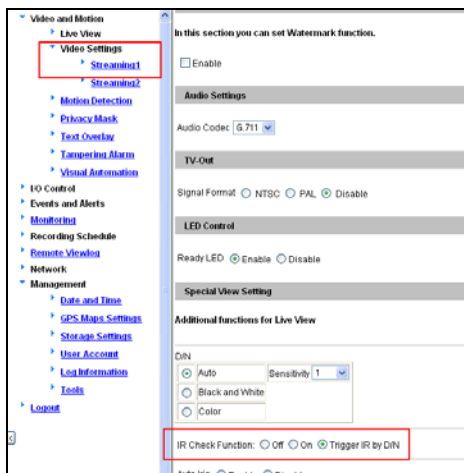 Video and Motion
Live View
Video Settings
Streaming1
Streaming2
Motion Detection
Privacy Mask
Text Overlay
Tampering Alarm
Visual Automation
I/O Control
Events and Alerts
Monitoring
Recording Schedule
Remote Viewlog
Network
Management
Date and Time
GPS Maps Settings
Storage Settings
User Account
Log Information
Tools
Logout
In this section you can set Watermark function.
Enable
Audio Settings
Audio Codec G.711
TV-Out
Signal Format NTSC PAL Disable
LED Control
Ready LED Enable Disable
Special View Setting
Additional functions for Live View
D/N
Auto Sensitivity 1
Black and White
Color
IR Check Function: Off On Trigger IR by D/N